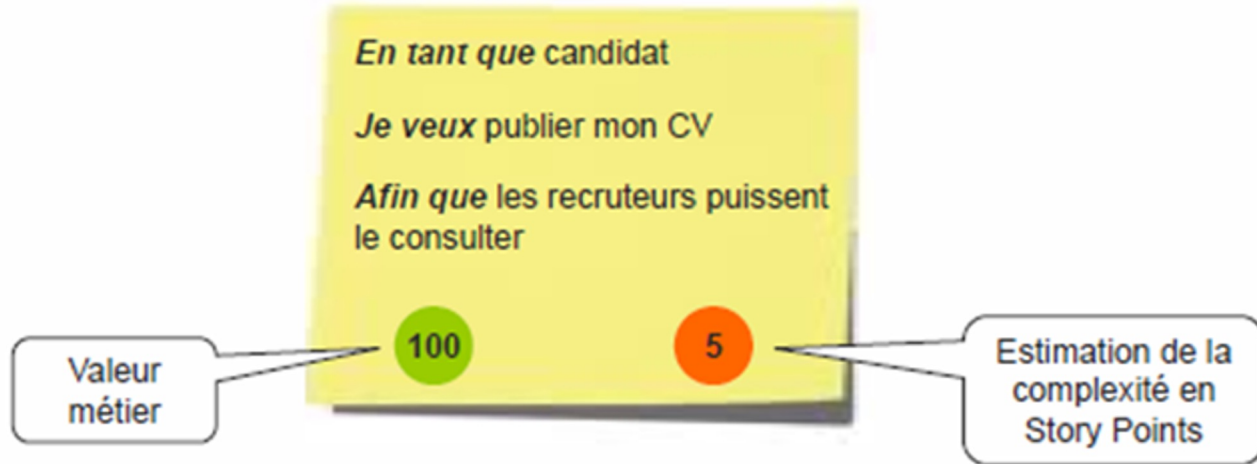 En tant que candidat
Je veux publier mon CV
Afin que les recruteurs puissent
le consulter
100
5
Valeur
métier
Estimation de la
complexité en
Story Points